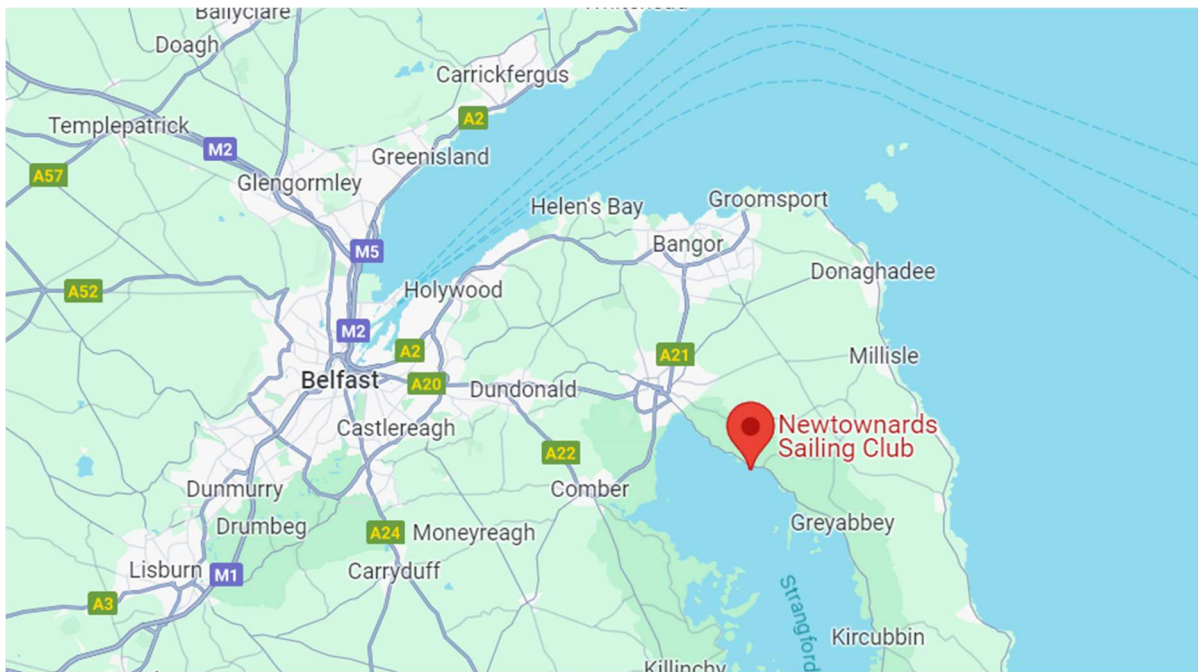 Whitehead
Ballyclare
Doagh
Carrickfergus
A2
Templepatrick
M2
Greenisland
A57
Glengormley
Helen's Bay
Groomsport
Bangor
M5
Donaghadee
A52
Holywood
M2
A2
A21
Millisle
Belfast
A20
Dundonald
Castlereagh
Newtownards
Sailing Club
A22
Dunmurry
Comber
Drumbeg
A24
Moneyreagh
Greyabbey
Lisburn
M1
Carryduff
A3
Strangford
Kircubbin
Killinchy